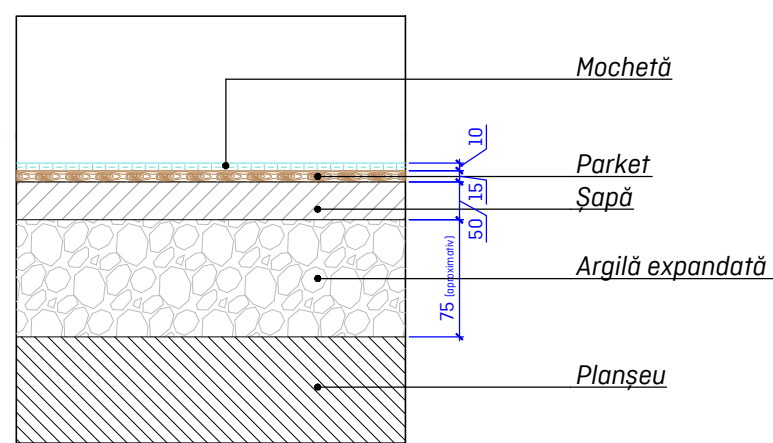 Mochetă
10
Parket
15
Șapă
50
75 (aproximativ)
Argilă expandată
Planșeu